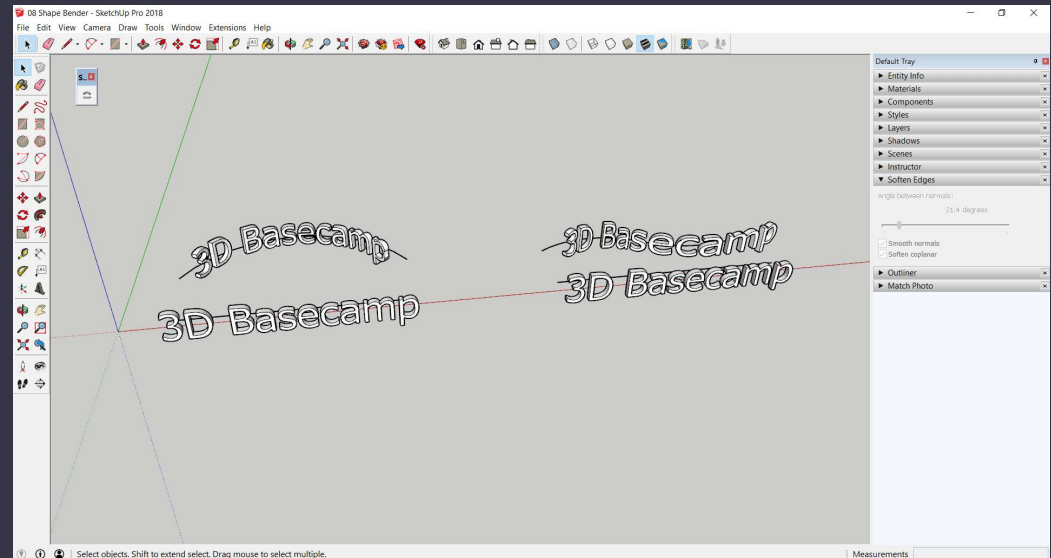 08 Shape Bender - SketchUp Pro 2018
File Edit View Camera Draw Tools Window Extensions Help
Default Tray
S...
Entity Info
Materials
Components
Styles
Layers
Shadows
Scenes
Instructor
Soften Edges
Angle between normals:
21.4 degrees
Smooth normals
Soften coplanar
Outliner
Match Photo
3D Basecamp
3D Basecamp
3D Basecamp
3D Basecamp
Select objects. Shift to extend select. Drag mouse to select multiple.
Measurements